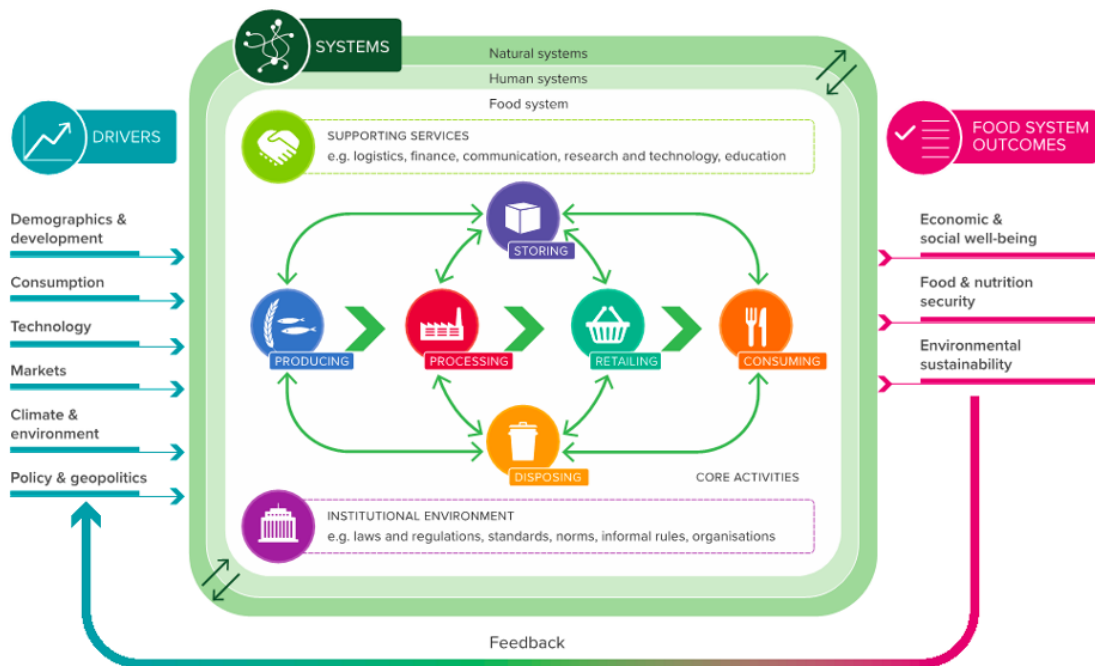 SYSTEMS
Natural systems
Human systems
Food system
DRIVERS
Demographics &
development
Consumption
Technology
Markets
Climate &
environment
Policy & geopolitics
SUPPORTING SERVICES
e.g. logistics, finance, communication, research and technology, education
STORING
PRODUCING
PROCESSING
RETAILING
CONSUMING
DISPOSING
CORE ACTIVITIES
INSTITUTIONAL ENVIRONMENT
e.g. laws and regulations, standards, norms, informal rules, organisations
FOOD SYSTEM
OUTCOMES
Economic &
social well-being
Food & nutrition
security
Environmental
sustainability
Feedback